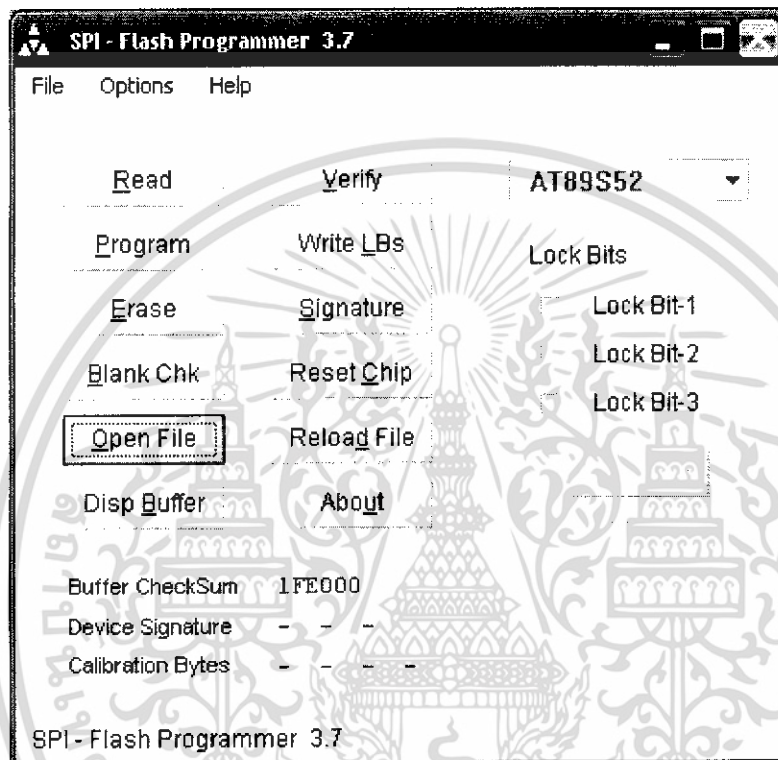 SPI - Flash Programmer 3.7
File Options Help
Read Verify AT89S52
Program Write LBs Lock Bits
Erase Signature Lock Bit-1
Blank Chk Reset Chip Lock Bit-2
Open File Reload File Lock Bit-3
Disp Buffer About
Buffer CheckSum 1FE000
Device Signature - - -
Calibration Bytes - - - -
SPI - Flash Programmer 3.7